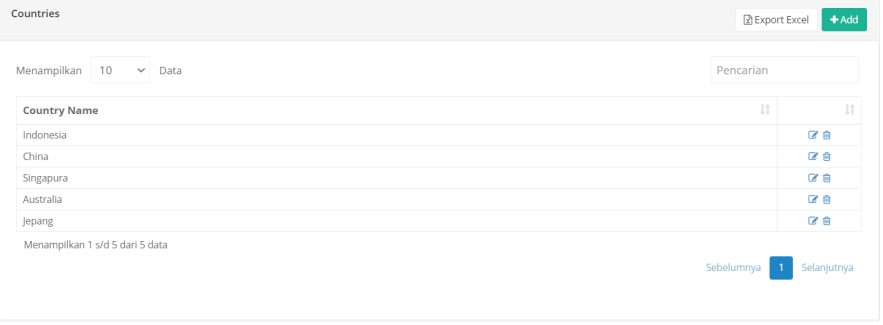 Countries
Export Excel
Add
Menampilkan 10 Data
Pencarian
Country Name
Indonesia
China
Singapura
Australia
Jepang
Menampilkan 1 s/d 5 dari 5 data
Sebelumnya 1 Selanjutnya